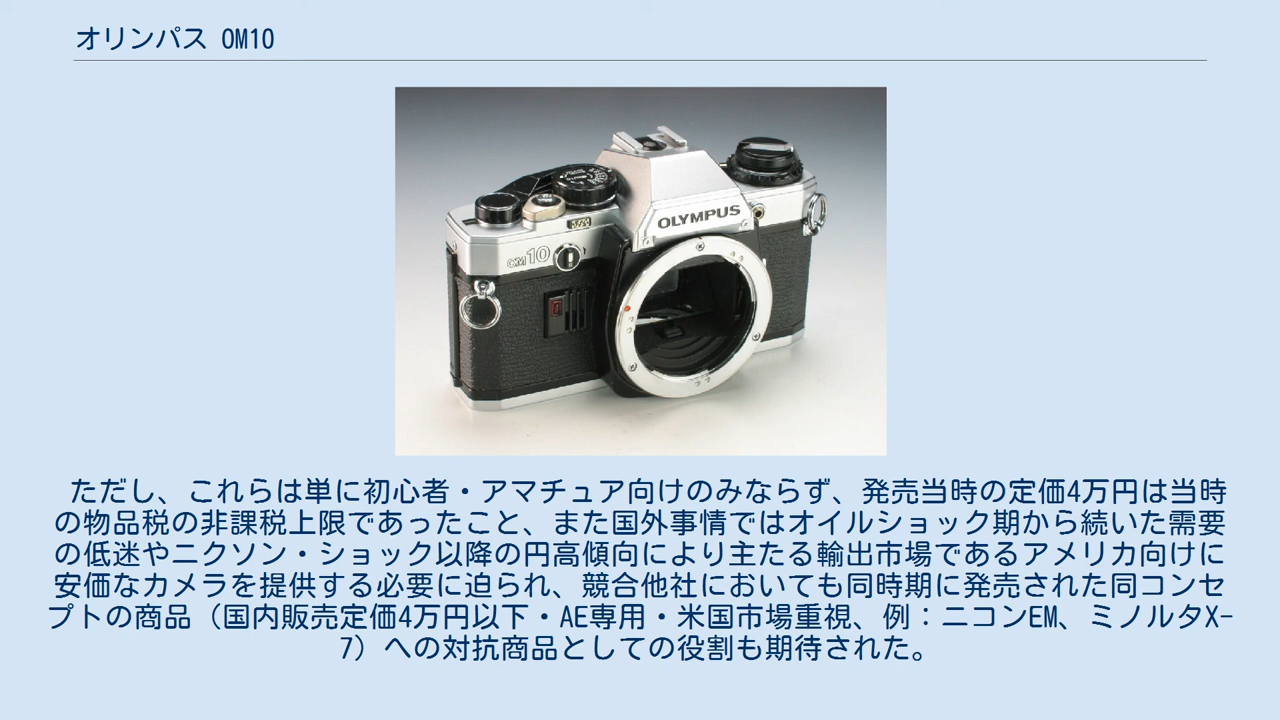 オリンパス OM10
OLYMPUS
OM10
ただし、これらは単に初心者・アマチュア向けのみならず、発売当時の定価4万円は当時
の物品税の非課税上限であったこと、また国外事情ではオイルショック期から続いた需要
の低迷やニクソン・ショック以降の円高傾向により主たる輸出市場であるアメリカ向けに
安価なカメラを提供する必要に迫られ、競合他社においても同時期に発売された同コンセ
プトの商品（国内販売定価4万円以下・AE専用・米国市場重視、例：ニコンEM、ミノルタX-
7）への対抗商品としての役割も期待された。